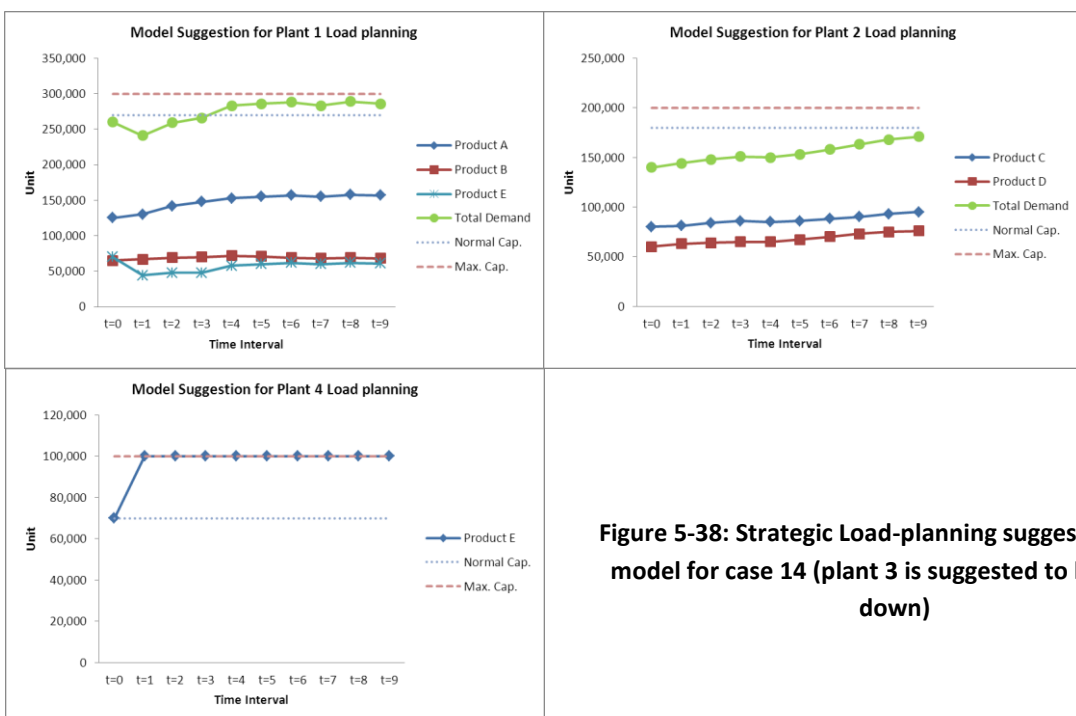 Model Suggestion for Plant 1 Load planning
350,000
300,000
250,000
200,000
150,000
100,000
50,000
0
Unit
t=0 t=1 t=2 t=3 t=4 t=5 t=6 t=7 t=8 t=9
Time Interval
Product A
Product B
Product E
Total Demand
Normal Cap.
Max. Cap.
Model Suggestion for Plant 2 Load planning
250,000
200,000
150,000
100,000
50,000
0
Unit
t=0 t=1 t=2 t=3 t=4 t=5 t=6 t=7 t=8 t=9
Time Interval
Product C
Product D
Total Demand
Normal Cap.
Max. Cap.
Model Suggestion for Plant 4 Load planning
120,000
100,000
80,000
60,000
40,000
20,000
0
Unit
t=0 t=1 t=2 t=3 t=4 t=5 t=6 t=7 t=8 t=9
Time Interval
Product E
Normal Cap.
Max. Cap.
Figure 5-38: Strategic Load-planning sugges
model for case 14 (plant 3 is suggested to
down)